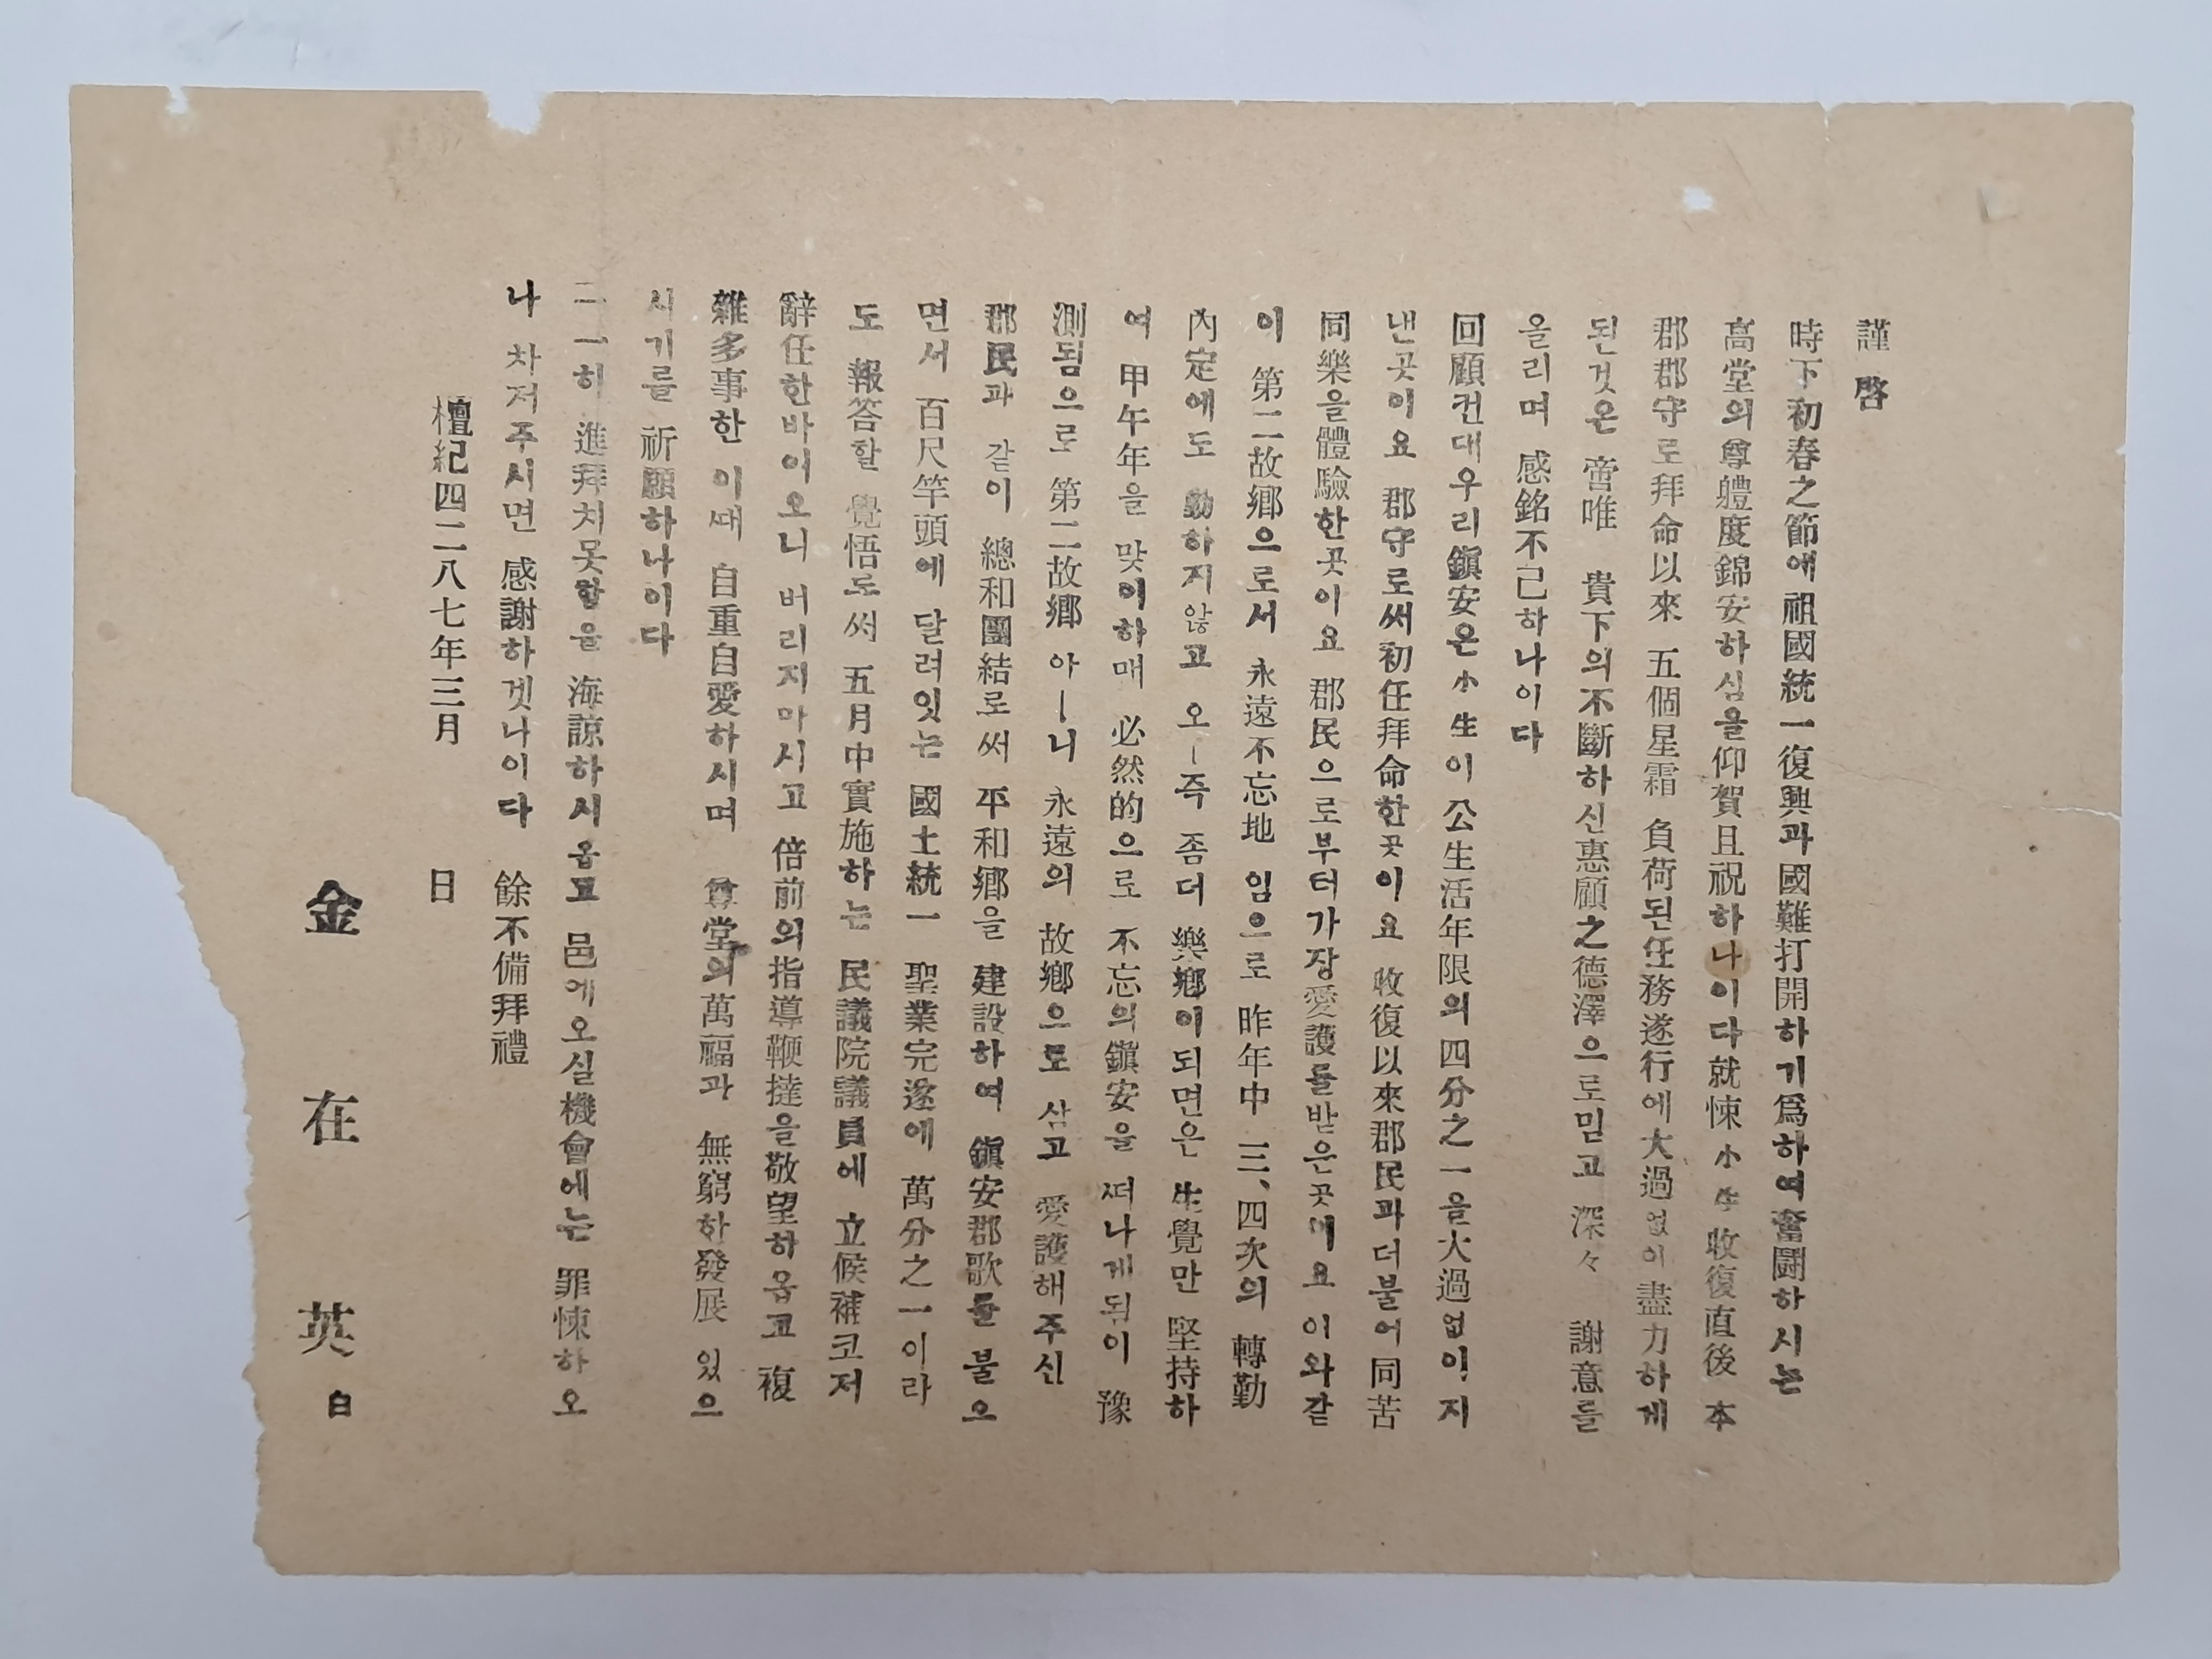 謹啓
時下初春之節에祖國統一復興과國難打開하기爲하여奮鬪하시는
高堂의尊軆度錦安하심을仰賀且祝하나이다就悚小生收復直後 本
郡郡守로拜命以來 五個星霜 負荷된任務遂行에大過없이盡力하게
된것은 啻唯 貴下의不斷하신惠顧之德澤으로믿고 深々 謝意를
올리며 感銘不已하나이다
回顧컨대우리鎭安은小生이 公生活年限의四分之一을大過없이지
낸곳이요 郡守로써初任拜命한곳이요 收復以來郡民과더불어同苦
同樂을體驗한곳이요 郡民으로부터가장愛護를받은곳이요 이와같
이 第二故鄕으로서 永遠不忘地 임으로 昨年中 三、四次의 轉勤
內定에도 動하지않고 오ㅣ즉 좀더 樂鄕이되면은 生覺만 堅持하
여 甲午年을 맞이하매 必然的으로 不忘의鎭安을 떠나게됨이 豫
測됨으로 第二故鄕 아ㅣ니 永遠의 故鄕으로 삼고 愛護해주신
郡民과 같이 總和團結로써 平和鄕을 建設하여 鎭安郡歌를 불으
면서 百尺竿頭에 달려잇는 國土統一 聖業完遂에 萬分之一이라
도 報答할 覺悟로써 五月中實施하는 民議院議員에 立候補코저
辭任한바이오니 버리지마시고 倍前의指導鞭撻을敬望하옵고 複
雜多事한 이때 自重自愛하시며 尊堂의萬福과 無窮한發展 있으
시기를 祈願하나이다
一一히 進拜치못함을 海諒하시옵고 邑에오실機會에는 罪悚하오
나 차저주시면 感謝하겟나이다 餘不備拜禮
檀紀四二八七年三月 日
金在英 白